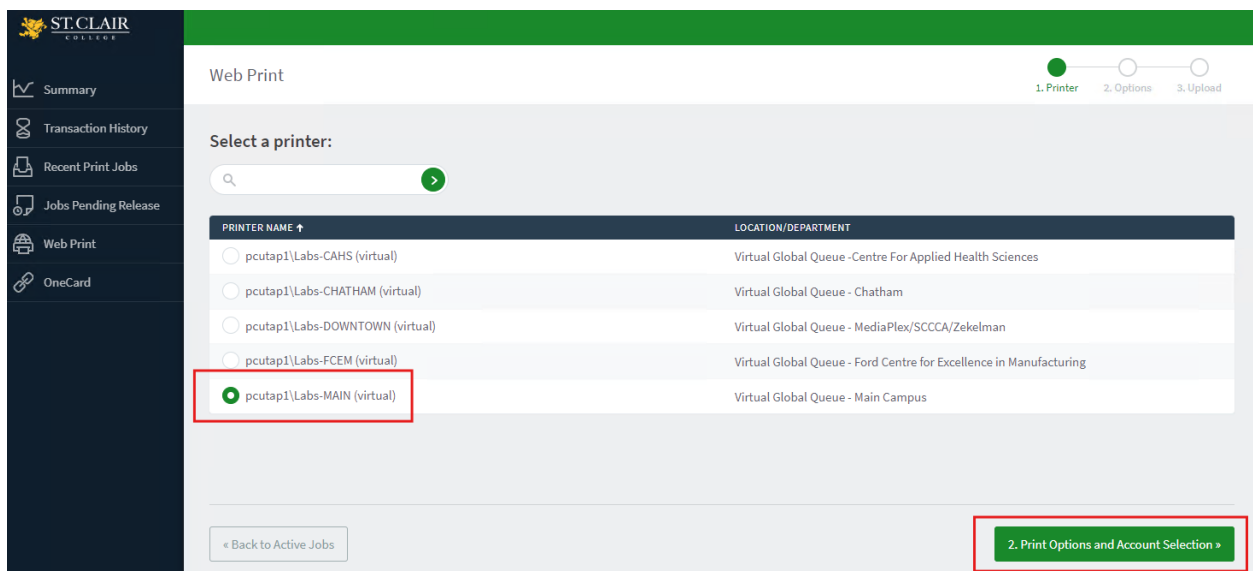 ST. CLAIR
COLLEGE
Summary
Transaction History
Recent Print Jobs
Jobs Pending Release
Web Print
OneCard
Web Print
1. Printer 2. Options 3. Upload
Select a printer:
PRINTER NAME ↑ LOCATION/DEPARTMENT
pcutap1\Labs-CAHS (virtual) Virtual Global Queue -Centre For Applied Health Sciences
pcutap1\Labs-CHATHAM (virtual) Virtual Global Queue - Chatham
pcutap1\Labs-DOWNTOWN (virtual) Virtual Global Queue - MediaPlex/SCCCA/Zekelman
pcutap1\Labs-FCEM (virtual) Virtual Global Queue - Ford Centre for Excellence in Manufacturing
pcutap1\Labs-MAIN (virtual) Virtual Global Queue - Main Campus
« Back to Active Jobs 2. Print Options and Account Selection »